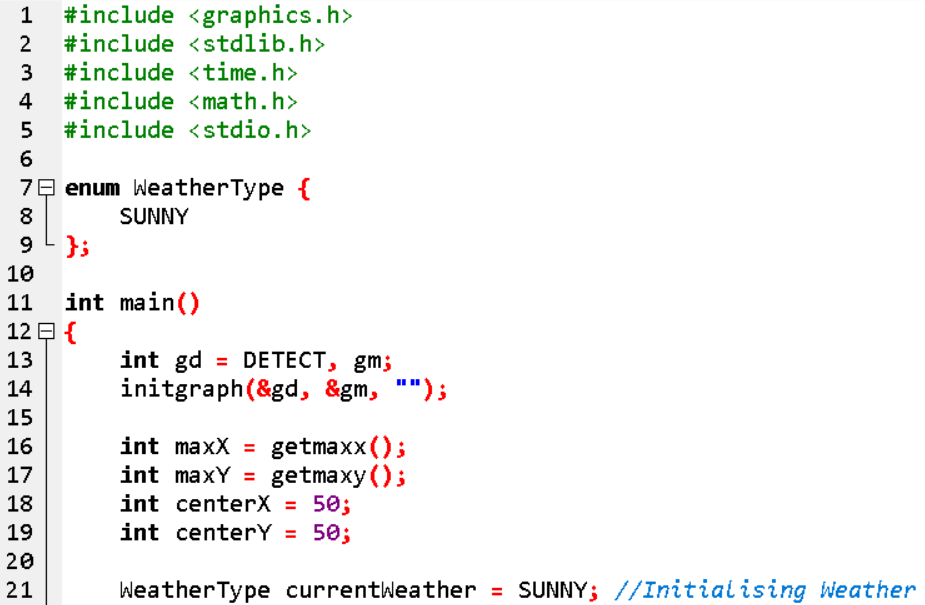 1 #include <graphics.h>
2 #include <stdlib.h>
3 #include <time.h>
4 #include <math.h>
5 #include <stdio.h>
6
7 enum WeatherType {
8     SUNNY
9 };
10
11 int main()
12 {
13     int gd = DETECT, gm;
14     initgraph(&gd, &gm, "");
15
16     int maxX = getmaxx();
17     int maxY = getmaxy();
18     int centerX = 50;
19     int centerY = 50;
20
21     WeatherType currentWeather = SUNNY; //Initialising Weather